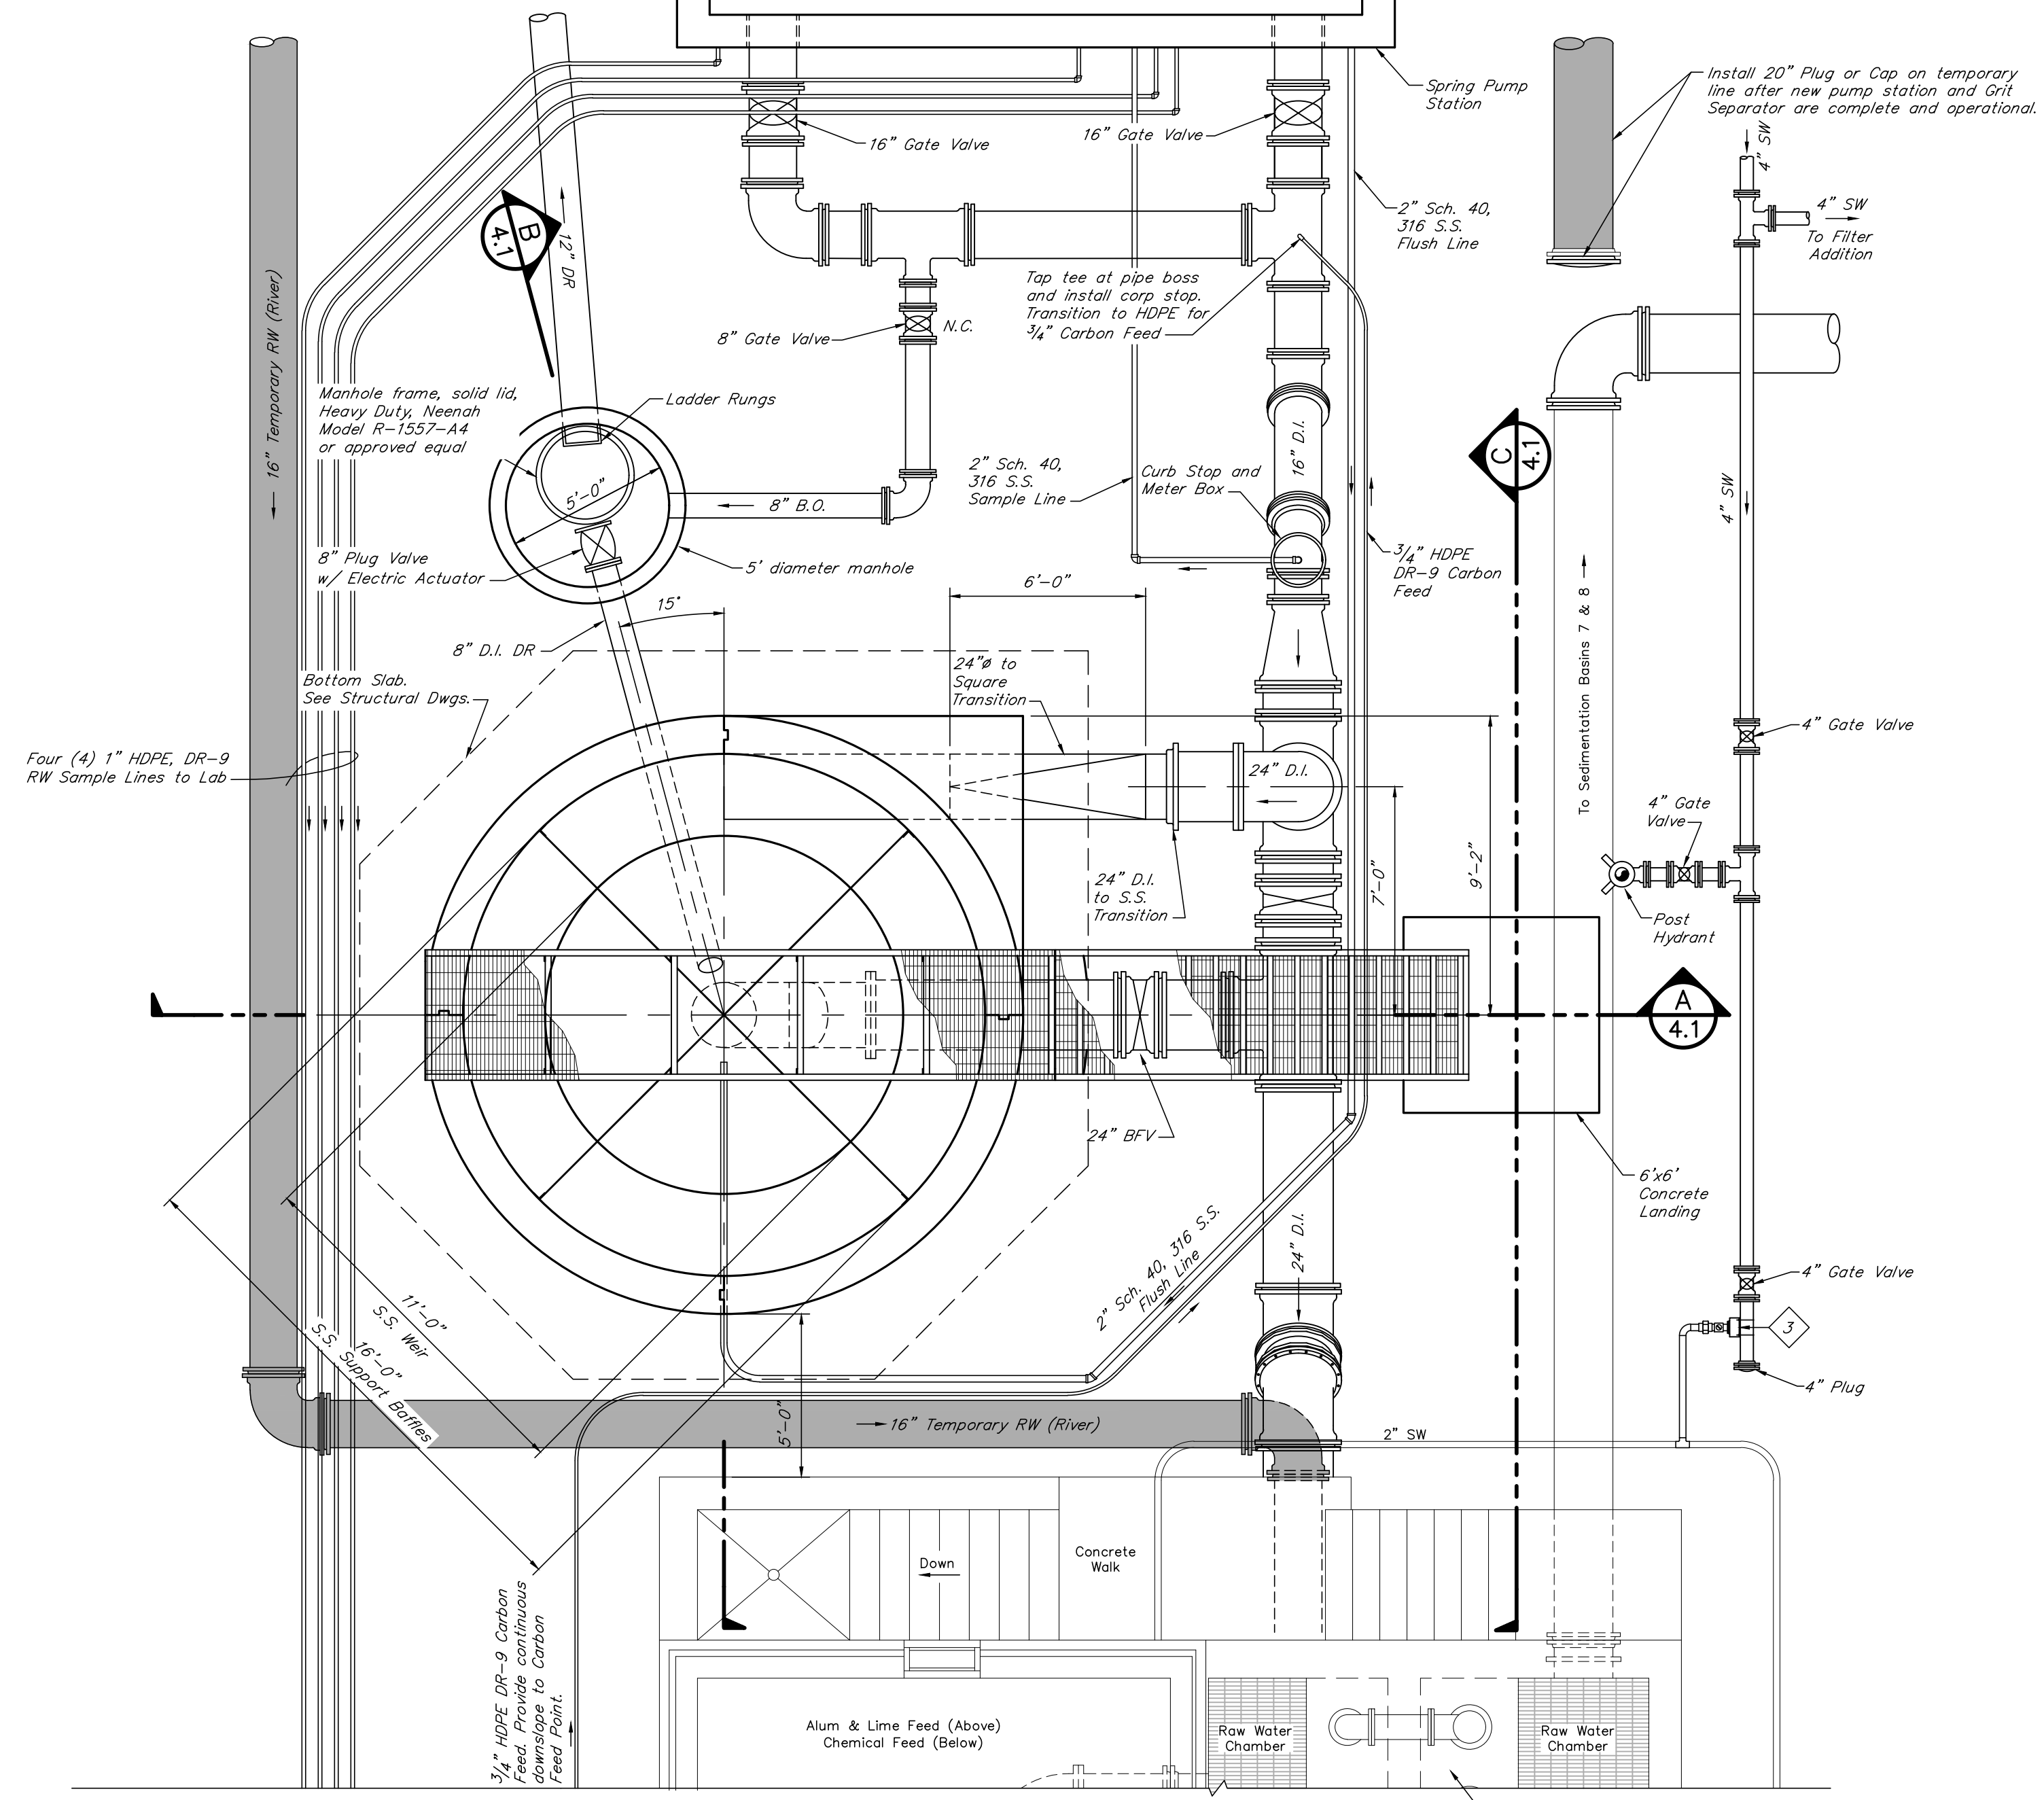 Spring Pump
Station
Install 20" Plug or Cap on temporary
line after new pump station and Grit
Separator are complete and operational.
16" Gate Valve
16" Gate Valve
4" SW
4" SW
To Filter
Addition
2" Sch. 40,
316 S.S.
Flush Line
B
4.1
12" DR
Tap tee at pipe boss
and install corp stop.
Transition to HDPE for
3/4" Carbon Feed
8" Gate Valve
N.C.
16" Temporary RW (River)
Manhole frame, solid lid,
Heavy Duty, Neenah
Model R-1557-A4
or approved equal
Ladder Rungs
5'-0"
16" D.I.
C
4.1
2" Sch. 40,
316 S.S.
Sample Line
Curb Stop and
Meter Box
8" B.O.
4" SW
8" Plug Valve
w/ Electric Actuator
5' diameter manhole
3/4" HDPE
DR-9 Carbon
Feed
6'-0"
15°
8" D.I. DR
To Sedimentation Basins 7 & 8
Bottom Slab.
See Structural Dwgs.
24"ø to
Square
Transition
4" Gate Valve
Four (4) 1" HDPE, DR-9
RW Sample Lines to Lab
24" D.I.
4" Gate
Valve
7'-0"
9'-2"
24" D.I.
to S.S.
Transition
Post
Hydrant
A
4.1
24" BFV
6'x6'
Concrete
Landing
2" Sch. 40, 316 S.S.
Flush Line
24" D.I.
4" Gate Valve
11'-0"
S.S. Weir
16'-0"
S.S. Support Baffles
3
4" Plug
5'-0"
16" Temporary RW (River)
2" SW
Down
Concrete
Walk
3/4" HDPE DR-9 Carbon
Feed. Provide continuous
downslope to Carbon
Feed Point.
Alum & Lime Feed (Above)
Chemical Feed (Below)
Raw Water
Chamber
Raw Water
Chamber